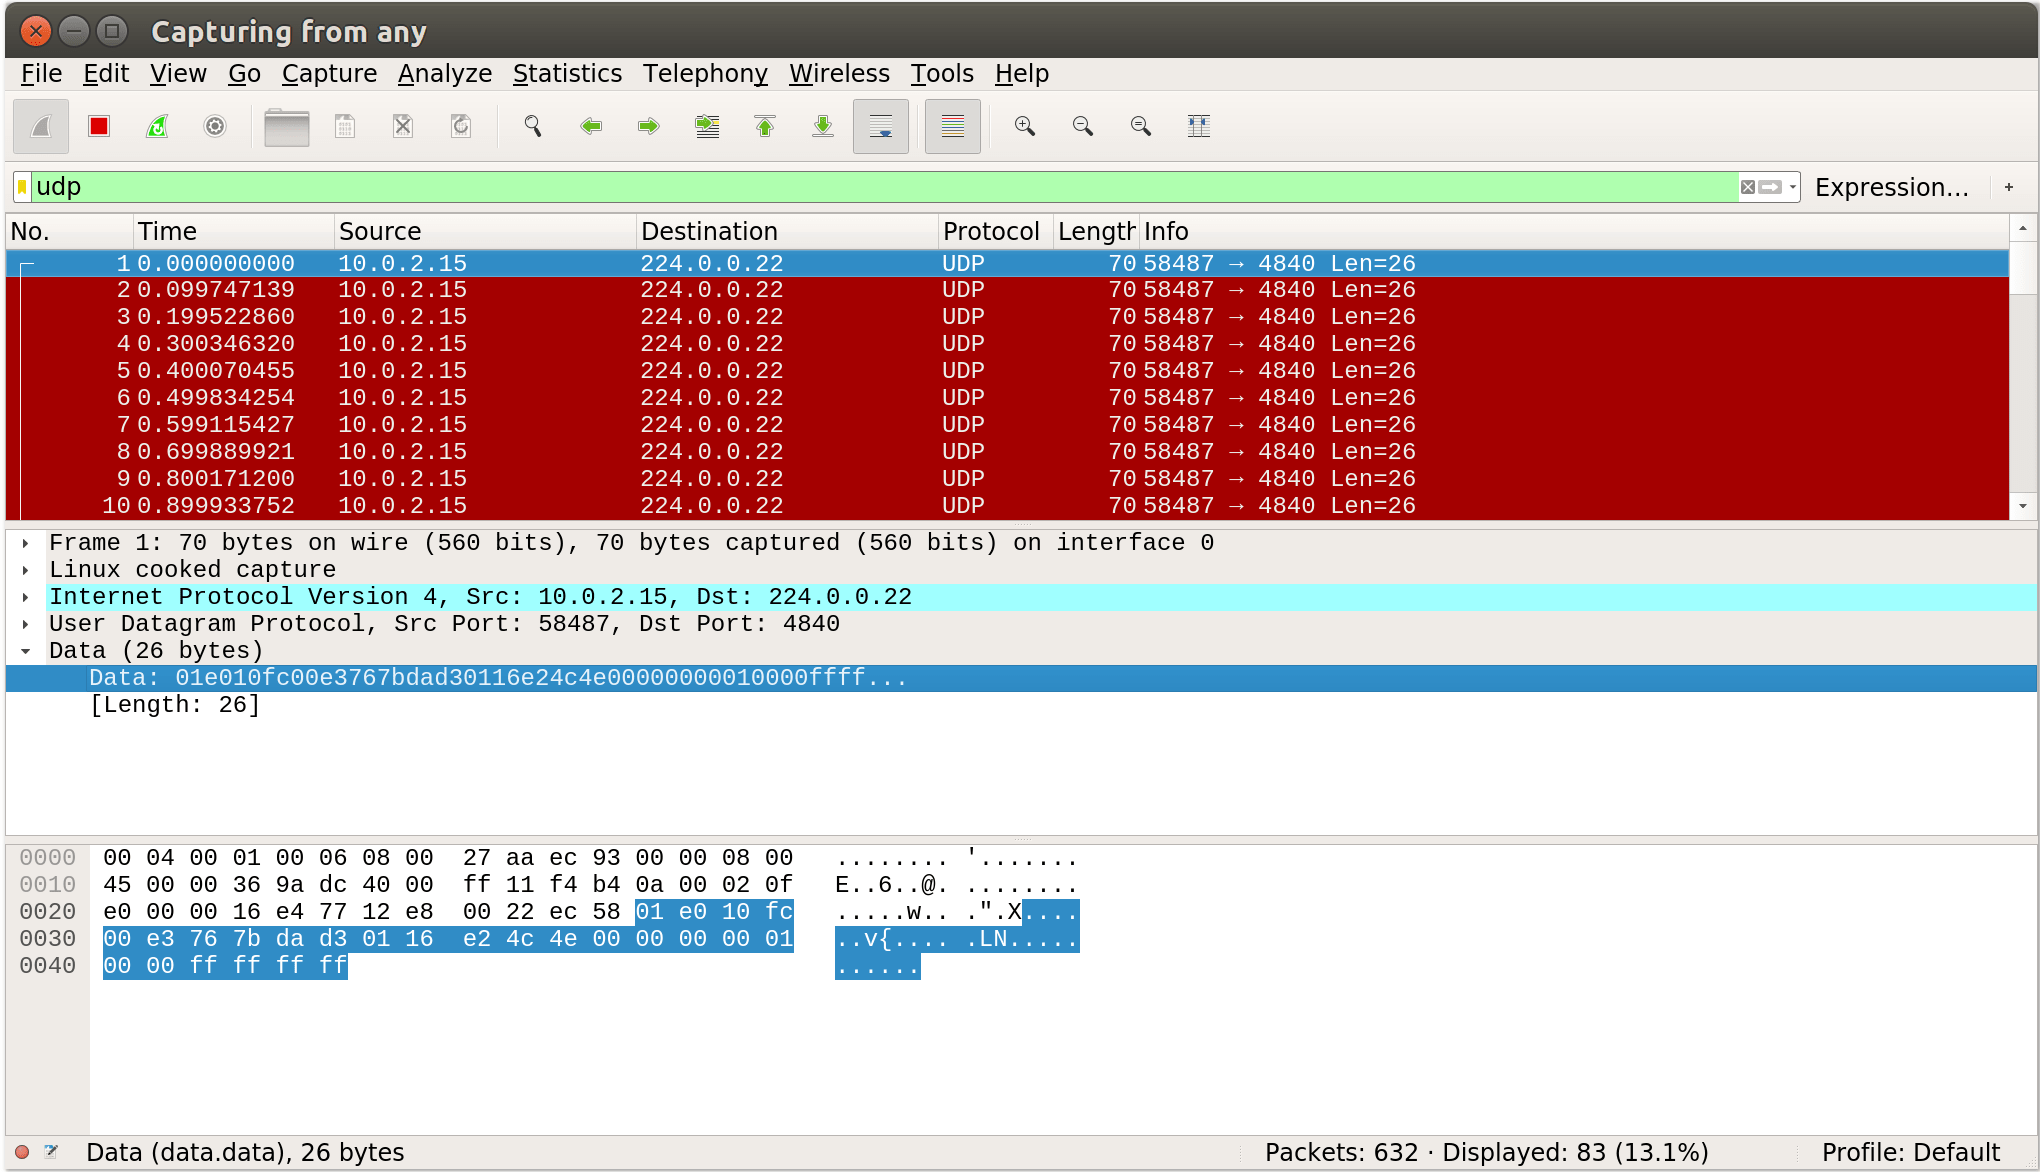 Capturing from any
File Edit View Go Capture Analyze Statistics Telephony Wireless Tools Help
udp Expression... +
No. Time Source Destination Protocol Length Info
1 0.000000000 10.0.2.15 224.0.0.22 UDP 70 58487 → 4840 Len=26
2 0.099747139 10.0.2.15 224.0.0.22 UDP 70 58487 → 4840 Len=26
3 0.199522860 10.0.2.15 224.0.0.22 UDP 70 58487 → 4840 Len=26
4 0.300346320 10.0.2.15 224.0.0.22 UDP 70 58487 → 4840 Len=26
5 0.400070455 10.0.2.15 224.0.0.22 UDP 70 58487 → 4840 Len=26
6 0.499834254 10.0.2.15 224.0.0.22 UDP 70 58487 → 4840 Len=26
7 0.599115427 10.0.2.15 224.0.0.22 UDP 70 58487 → 4840 Len=26
8 0.699889921 10.0.2.15 224.0.0.22 UDP 70 58487 → 4840 Len=26
9 0.800171200 10.0.2.15 224.0.0.22 UDP 70 58487 → 4840 Len=26
10 0.899933752 10.0.2.15 224.0.0.22 UDP 70 58487 → 4840 Len=26
Frame 1: 70 bytes on wire (560 bits), 70 bytes captured (560 bits) on interface 0
Linux cooked capture
Internet Protocol Version 4, Src: 10.0.2.15, Dst: 224.0.0.22
User Datagram Protocol, Src Port: 58487, Dst Port: 4840
Data (26 bytes)
Data: 01e010fc00e3767bdad30116e24c4e00000000010000ffff...
[Length: 26]
0000 00 04 00 01 00 06 08 00 27 aa ec 93 00 00 08 00 ........ '.......
0010 45 00 00 36 9a dc 40 00 ff 11 f4 b4 0a 00 02 0f E..6..@. ........
0020 e0 00 00 16 e4 77 12 e8 00 22 ec 58 01 e0 10 fc .....w.. .".X....
0030 00 e3 76 7b da d3 01 16 e2 4c 4e 00 00 00 00 01 ..v{.... .LN.....
0040 00 00 ff ff ff ff ......
Data (data.data), 26 bytes Packets: 632 · Displayed: 83 (13.1%) Profile: Default